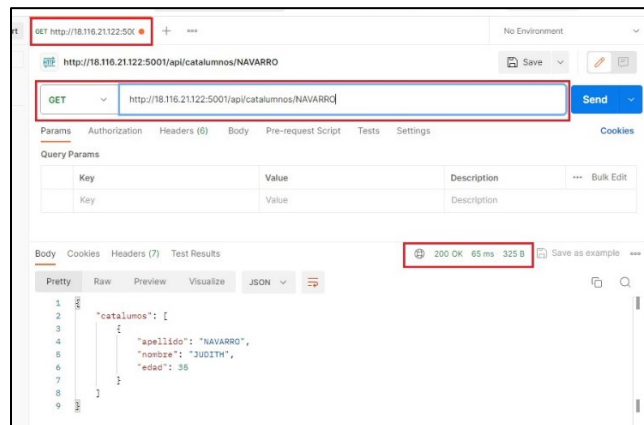 rt GET http://18.116.21.122:500 + ••• No Environment
HTTP http://18.116.21.122:5001/api/catalumnos/NAVARRO Save
GET http://18.116.21.122:5001/api/catalumnos/NAVARRO Send
Params Authorization Headers (6) Body Pre-request Script Tests Settings Cookies
Query Params
Key Value Description ••• Bulk Edit
Key Value Description
Body Cookies Headers (7) Test Results 200 OK 65 ms 325 B Save as example •••
Pretty Raw Preview Visualize JSON
1 {
2 "catalumos": [
3 {
4 "apellido": "NAVARRO",
5 "nombre": "JUDITH",
6 "edad": 35
7 }
8 ]
9 }